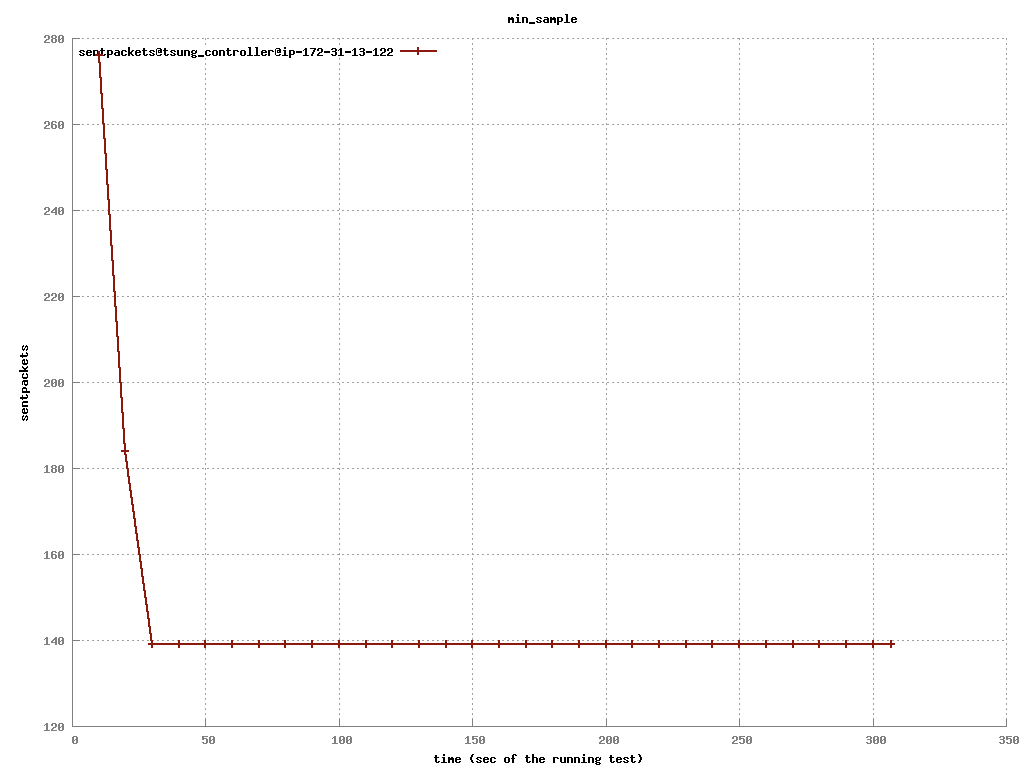 min_sample
280
sentpackets@tsung_controller@ip-172-31-13-122
260
240
220
200
sentpackets
180
160
140
120
0 50 100 150 200 250 300 350
time (sec of the running test)